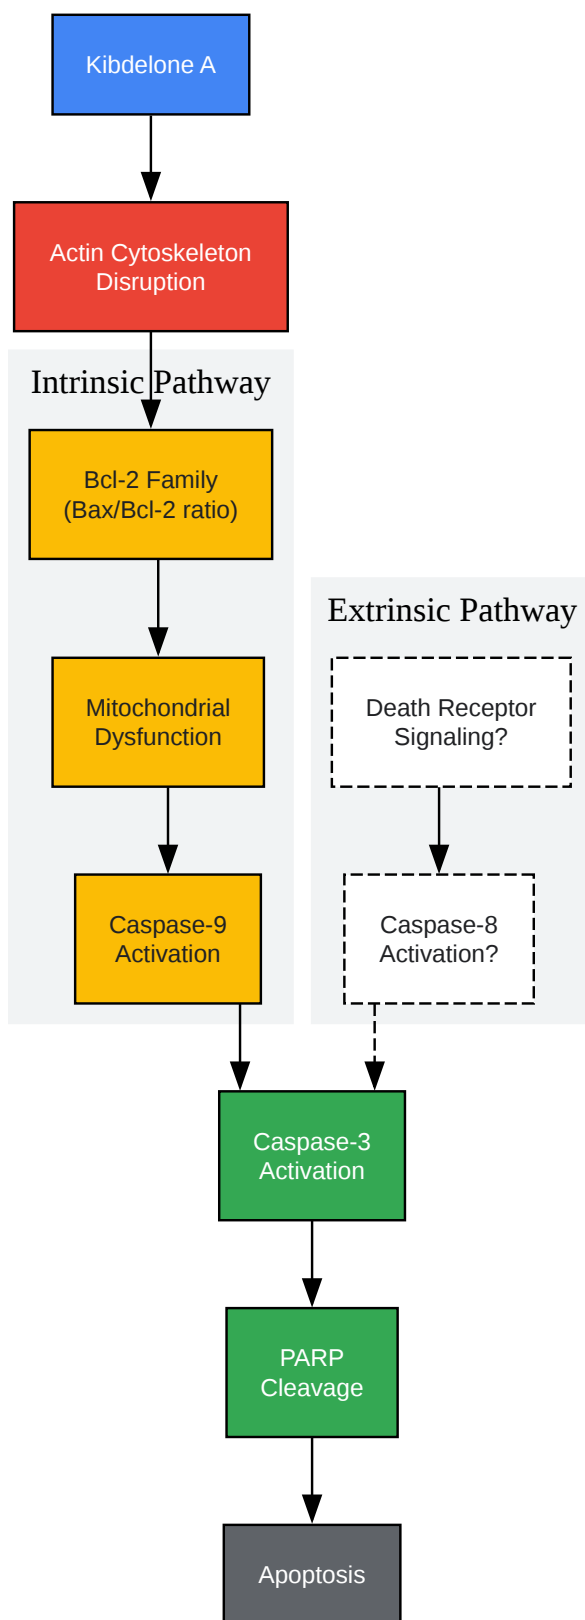 Kibdelone A
Actin Cytoskeleton
Disruption
Intrinsic Pathway
Bcl-2 Family
(Bax/Bcl-2 ratio)
Mitochondrial
Dysfunction
Caspase-9
Activation
Extrinsic Pathway
Death Receptor
Signaling?
Caspase-8
Activation?
Caspase-3
Activation
PARP
Cleavage
Apoptosis